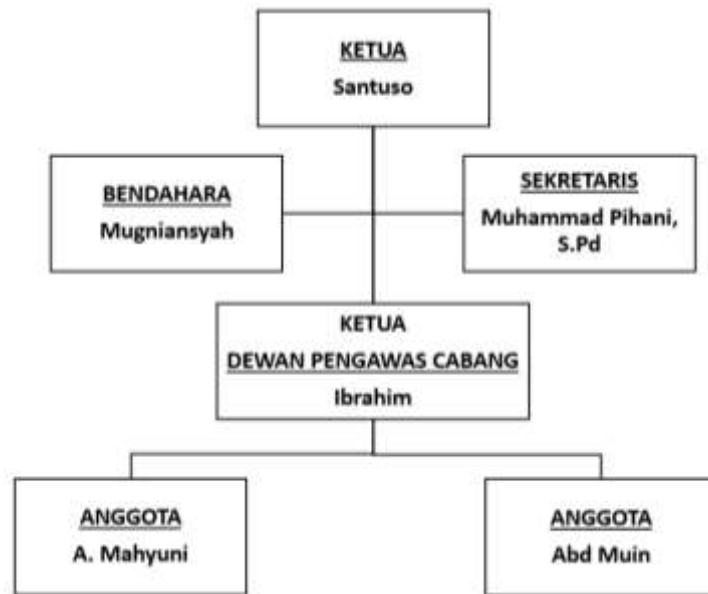 KETUA
Santuso
BENDAHARA
Mugniansyah
SEKRETARIS
Muhammad Pihani,
S.Pd
KETUA
DEWAN PENGAWAS CABANG
Ibrahim
ANGGOTA
A. Mahyuni
ANGGOTA
Abd Muin